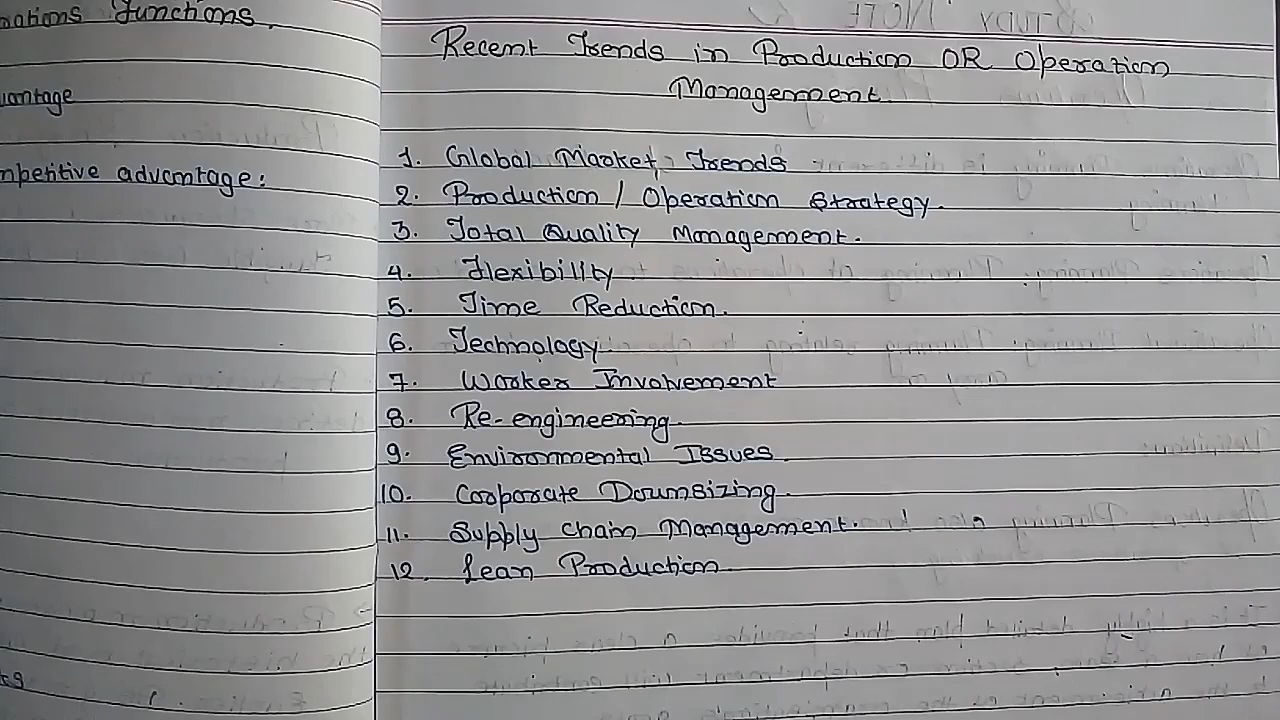 Functions.
Recent Trends in Production OR Operation
Management.
vantage
1. Global Market Trends
mpetitive advantage:
2. Production / Operation Strategy.
3. Total Quality Management.
4. Flexibility
5. Time Reduction.
6. Technology
7. Worker Involvement
8. Re-engineering
9. Environmental Issues
10. Corporate Downsizing
11. Supply Chain Management.
12. Lean Production